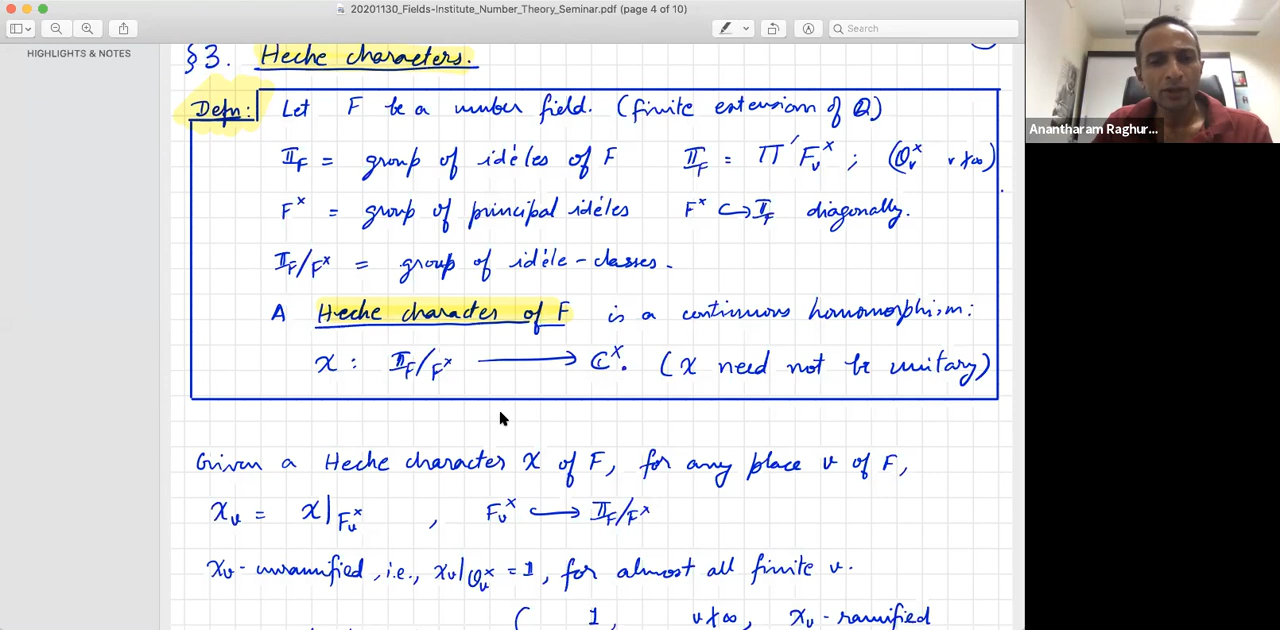 20201130_Fields-Institute_Number_Theory_Seminar.pdf (page 4 of 10)
Search
HIGHLIGHTS & NOTES
§3. Hecke characters.
Defn: Let F be a number field. (finite extension of Q)
𝕀_F = group of idèles of F 𝕀_F = ∏′ F_v^× ; (O_v^× v∤∞)
F^× = group of principal idèles F^× ↪ 𝕀_F diagonally.
𝕀_F/F^× = group of idèle-classes.
A Hecke character of F is a continuous homomorphism:
χ : 𝕀_F/F^× ⟶ ℂ^×. (χ need not be unitary)
Given a Hecke character χ of F, for any place v of F,
χ_v = χ|_{F_v^×} , F_v^× ↪ 𝕀_F/F^×
χ_v - unramified, i.e., χ_v|_{O_v^×} = 1, for almost all finite v.
( 1, v∤∞, χ_v - ramified
Anantharam Raghur...